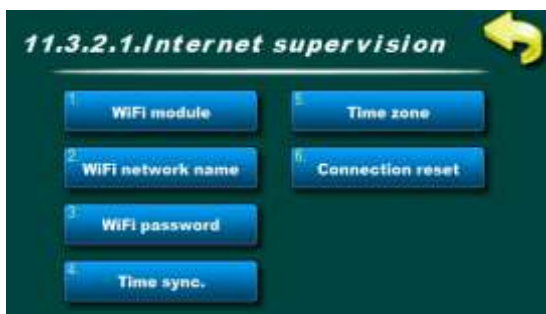 11.3.2.1.Internet supervision
1.
WiFi module
2.
WiFi network name
3.
WiFi password
4.
Time sync.
5.
Time zone
6.
Connection reset